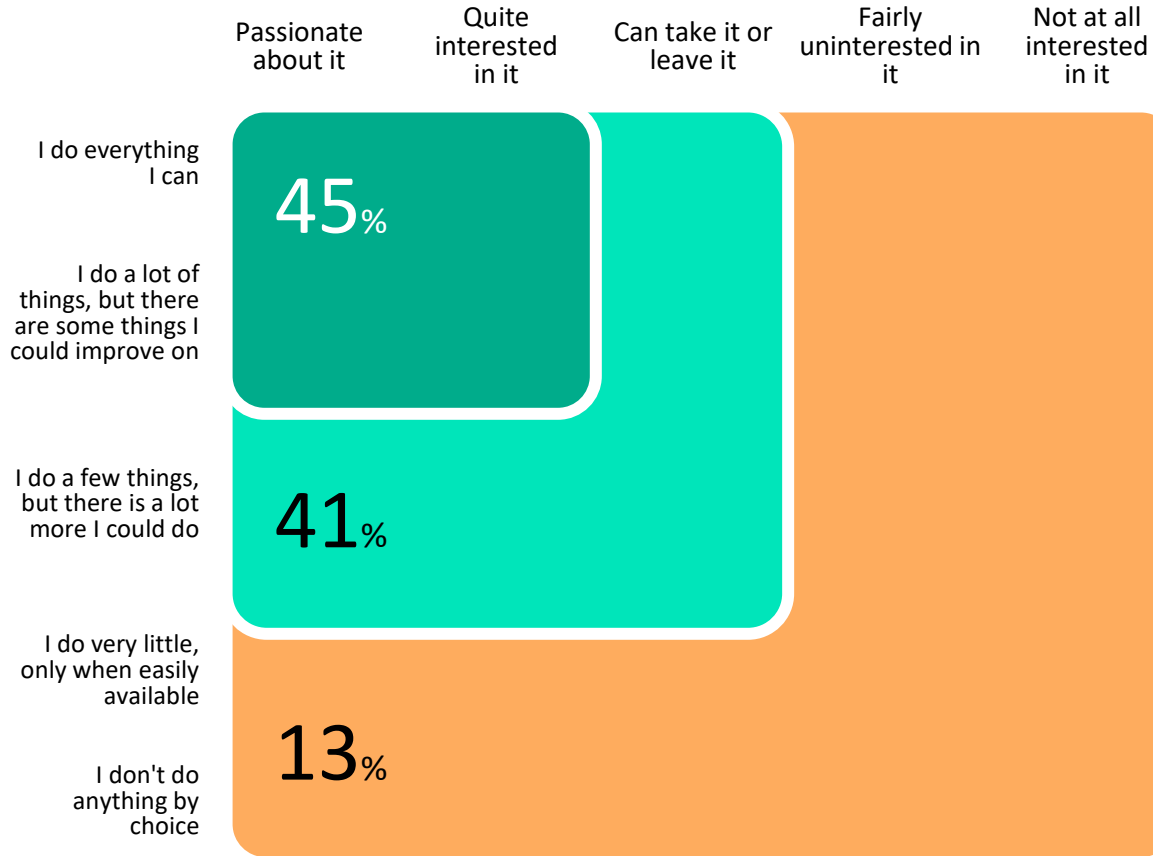 Passionate
about it
Quite
interested
in it
Can take it or
leave it
Fairly
uninterested in
it
Not at all
interested
in it
I do everything
I can
45%
I do a lot of
things, but there
are some things I
could improve on
I do a few things,
but there is a lot
more I could do
41%
I do very little,
only when easily
available
13%
I don't do
anything by
choice